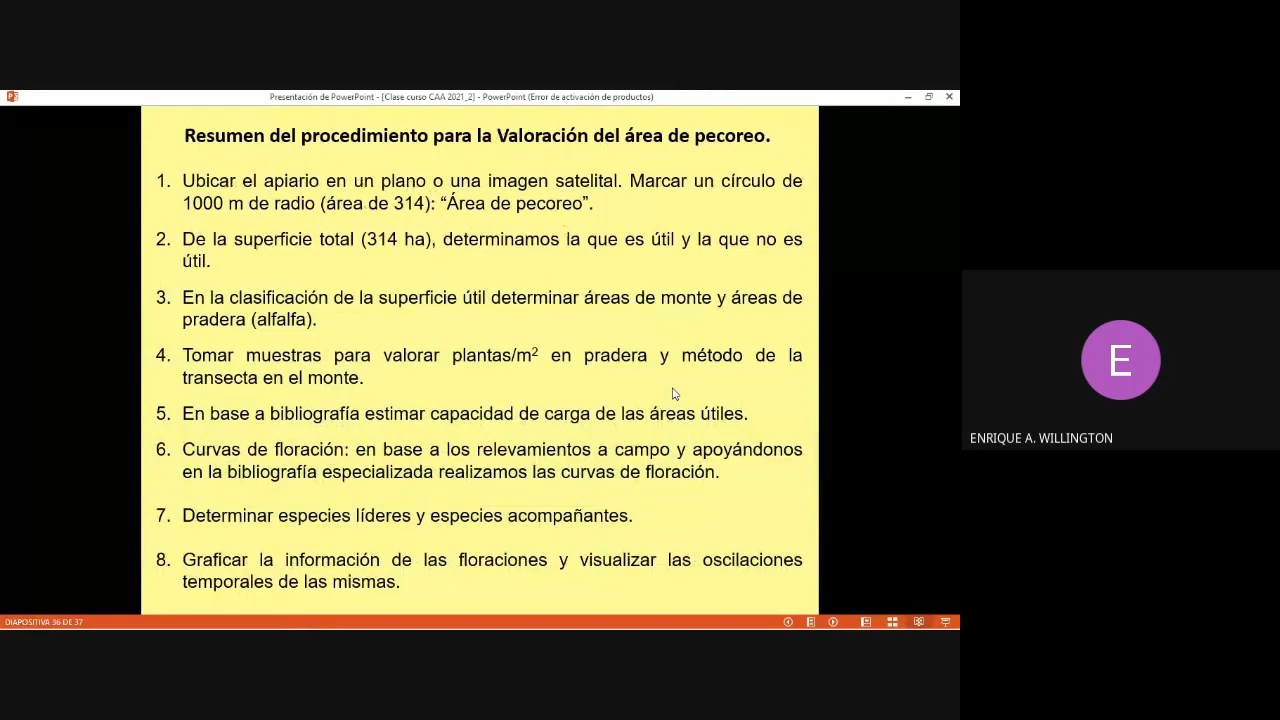 Presentación de PowerPoint - [Clase curso CAA 2021_2] - PowerPoint (Error de activación de productos)
Resumen del procedimiento para la Valoración del área de pecoreo.
1. Ubicar el apiario en un plano o una imagen satelital. Marcar un círculo de
1000 m de radio (área de 314): “Área de pecoreo”.
2. De la superficie total (314 ha), determinamos la que es útil y la que no es
útil.
3. En la clasificación de la superficie útil determinar áreas de monte y áreas de
pradera (alfalfa).
4. Tomar muestras para valorar plantas/m² en pradera y método de la
transecta en el monte.
5. En base a bibliografía estimar capacidad de carga de las áreas útiles.
6. Curvas de floración: en base a los relevamientos a campo y apoyándonos
en la bibliografía especializada realizamos las curvas de floración.
7. Determinar especies líderes y especies acompañantes.
8. Graficar la información de las floraciones y visualizar las oscilaciones
temporales de las mismas.
DIAPOSITIVA 36 DE 37
E
ENRIQUE A. WILLINGTON